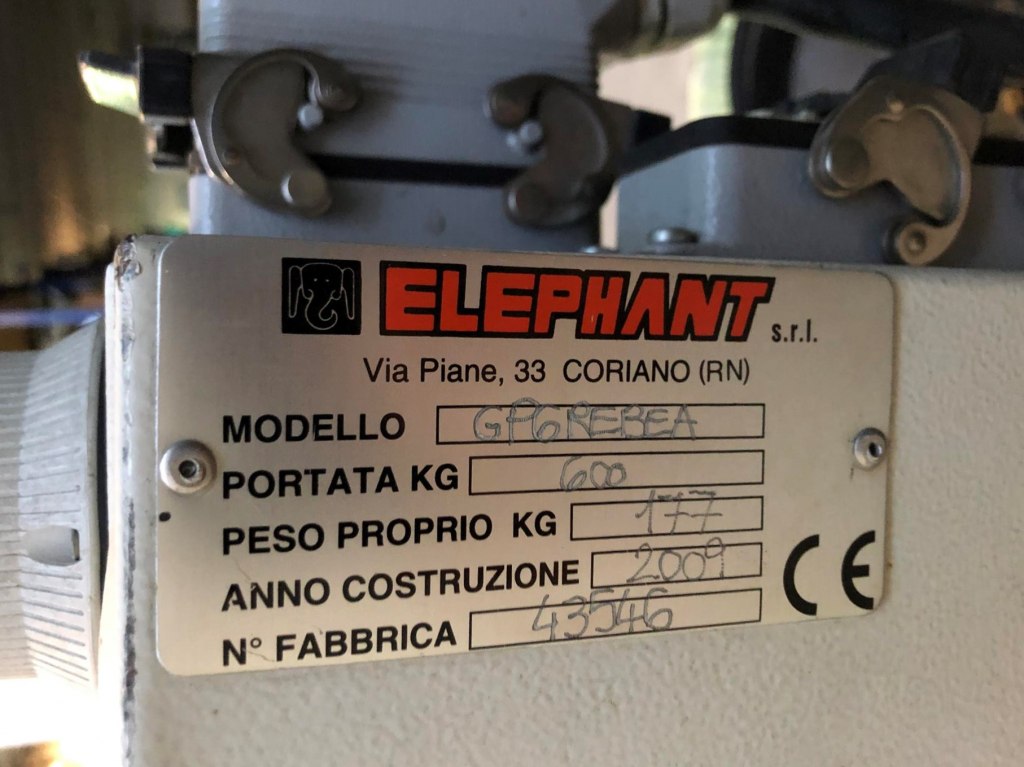 ELEPHANT s.r.l.
Via Piane, 33 CORIANO (RN)
MODELLO GPGREBEA
PORTATA KG 600
PESO PROPRIO KG 177
ANNO COSTRUZIONE 2009
N° FABBRICA 43546
CE